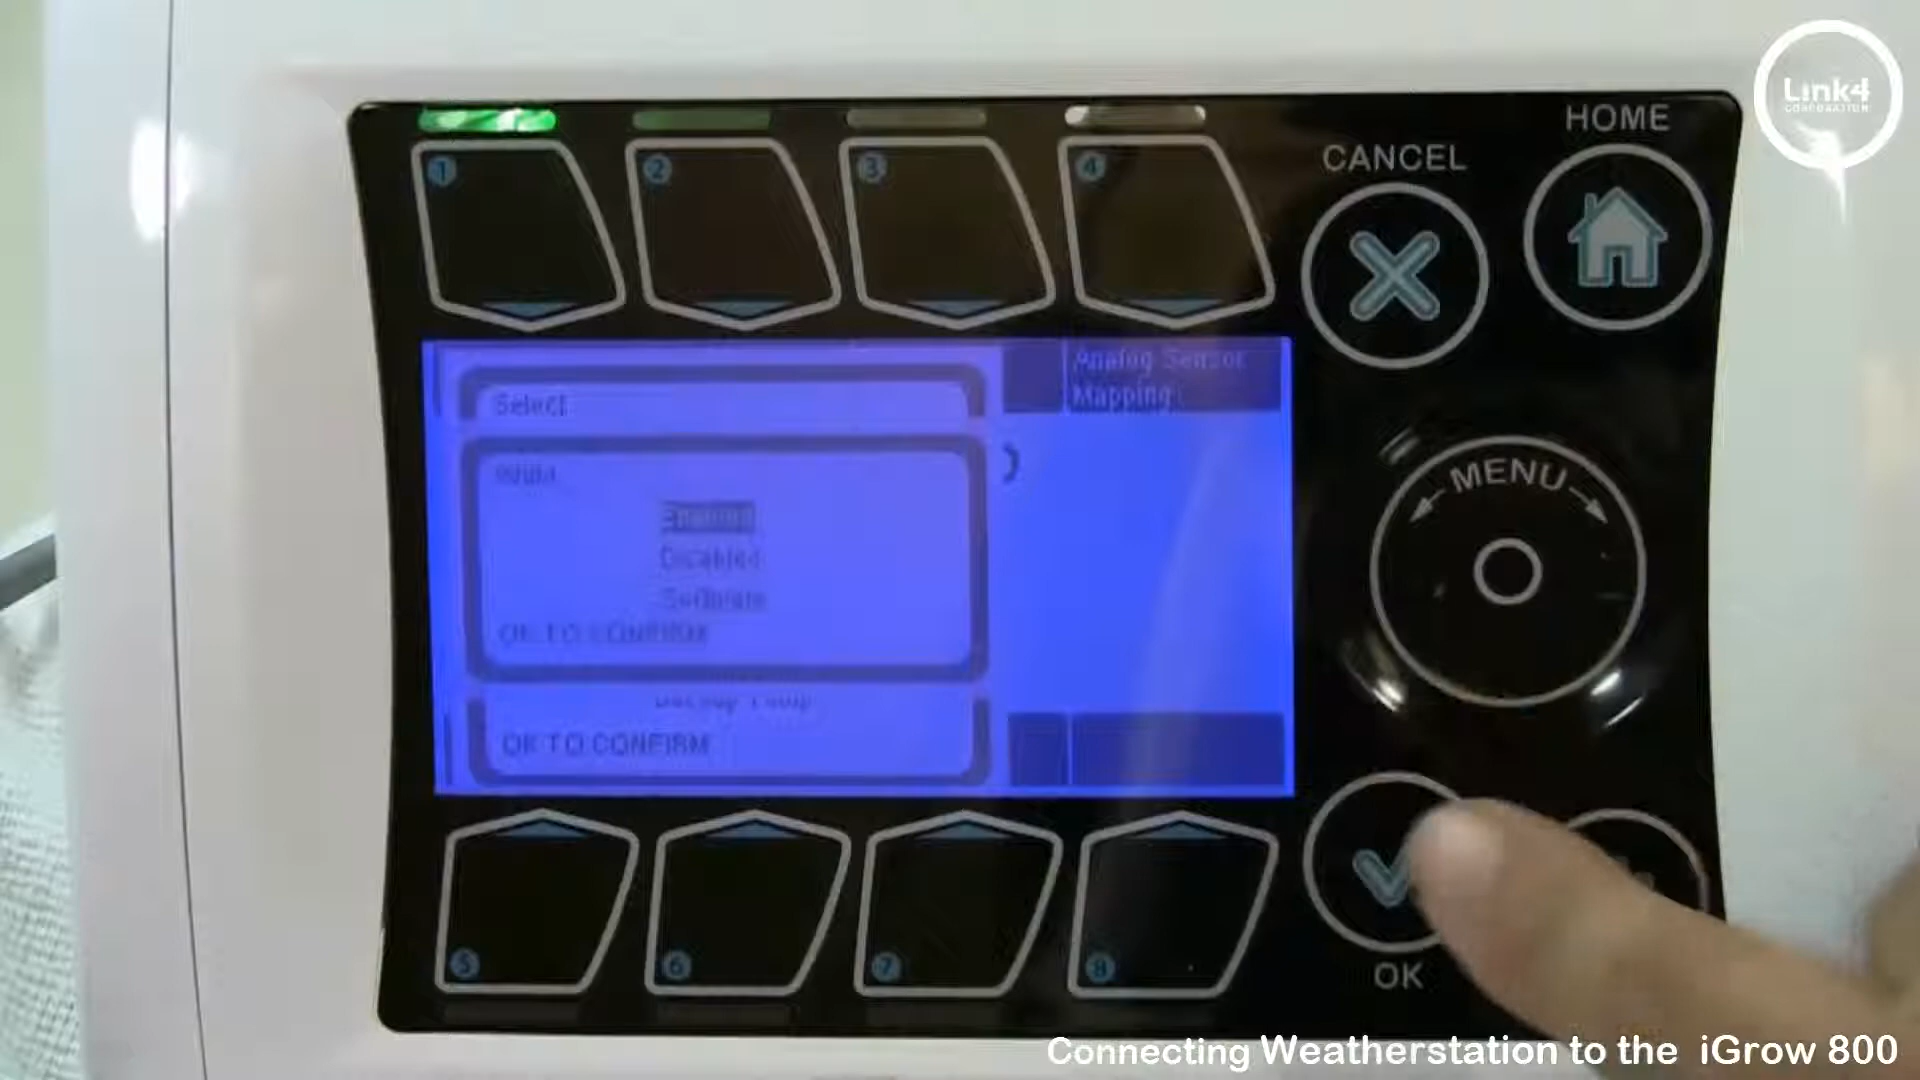 Link4
CORPORATION
HOME
CANCEL
1
2
3
4
Analog Sensor
Mapping
Select
Enabled
Disabled
OK TO CONFIRM
OK TO CONFIRM
MENU
5
6
7
8
OK
Connecting Weatherstation to the iGrow 800